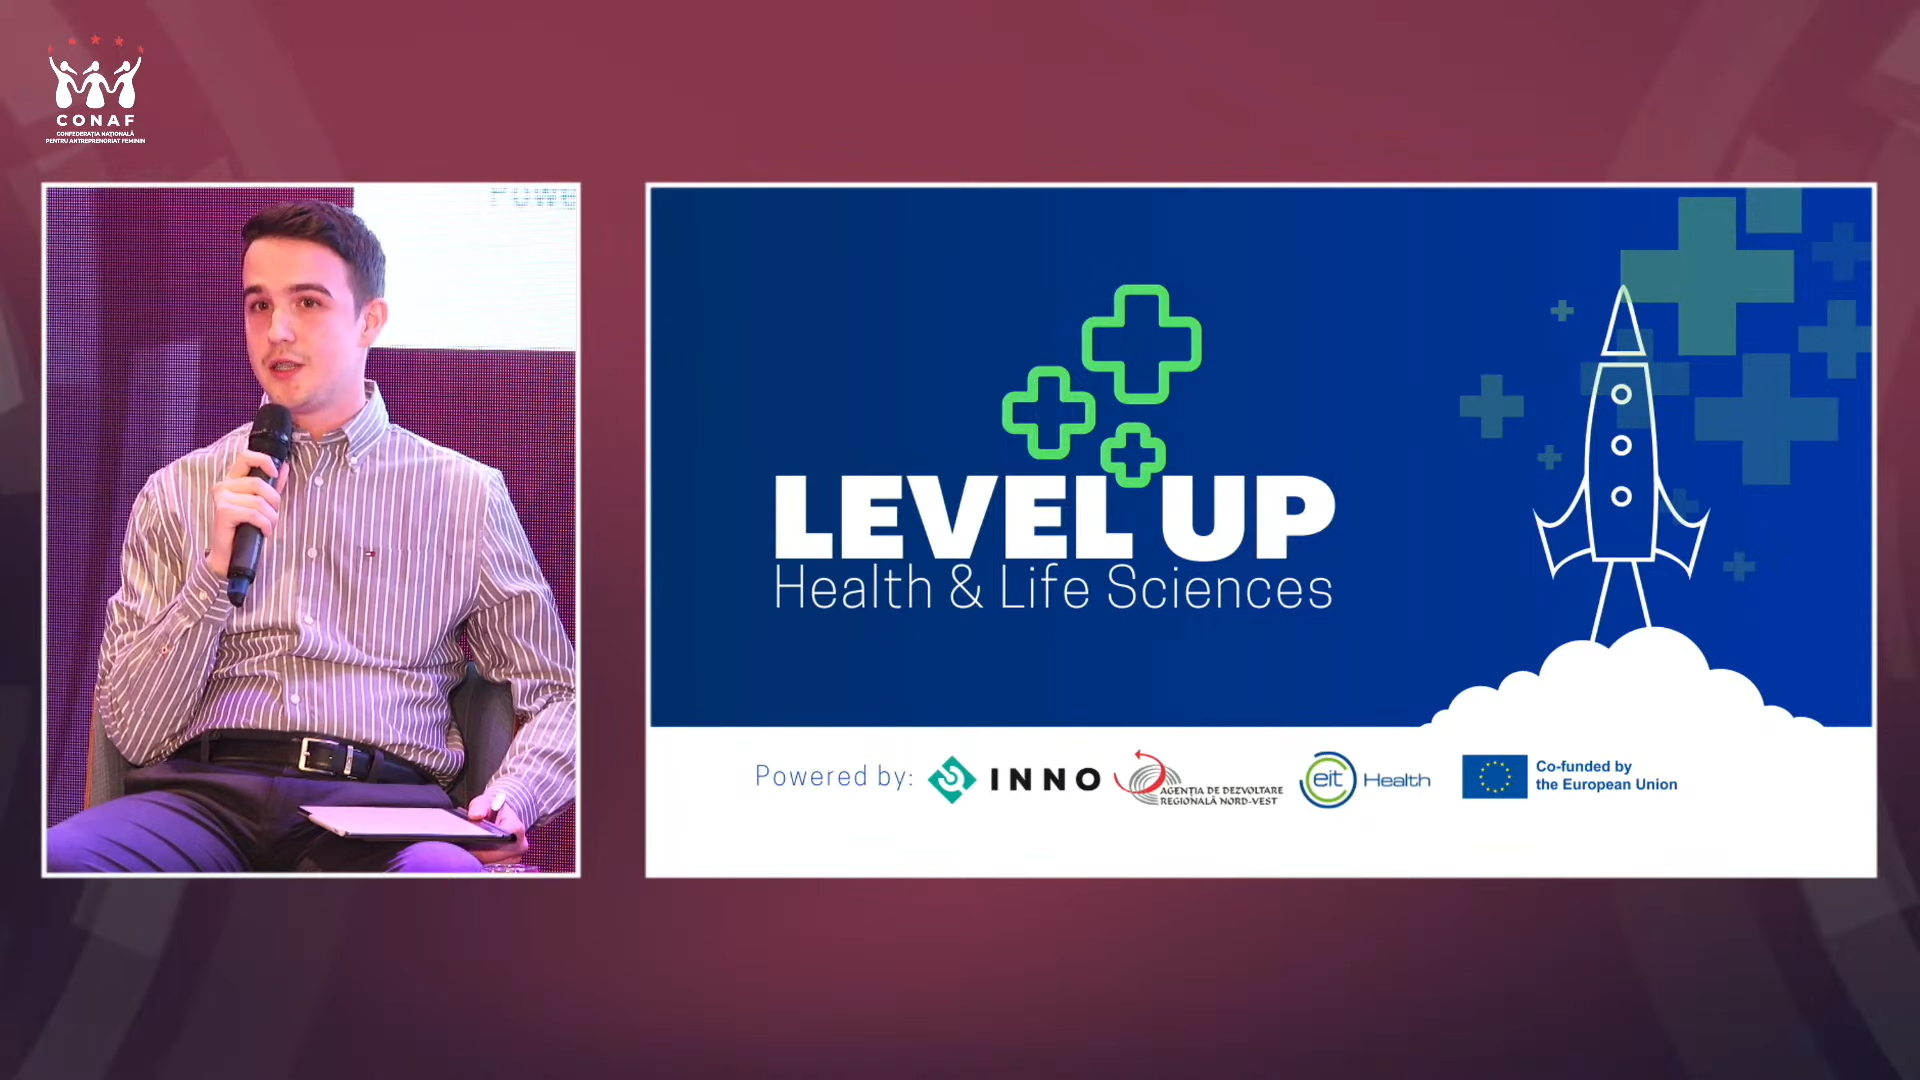 CONAF
CONFEDERAȚIA NAȚIONALĂ
PENTRU ANTREPRENORIAT FEMININ
LEVEL UP
Health & Life Sciences
Powered by:
INNO
AGENȚIA DE DEZVOLTARE
REGIONALĂ NORD-VEST
eit Health
Co-funded by
the European Union